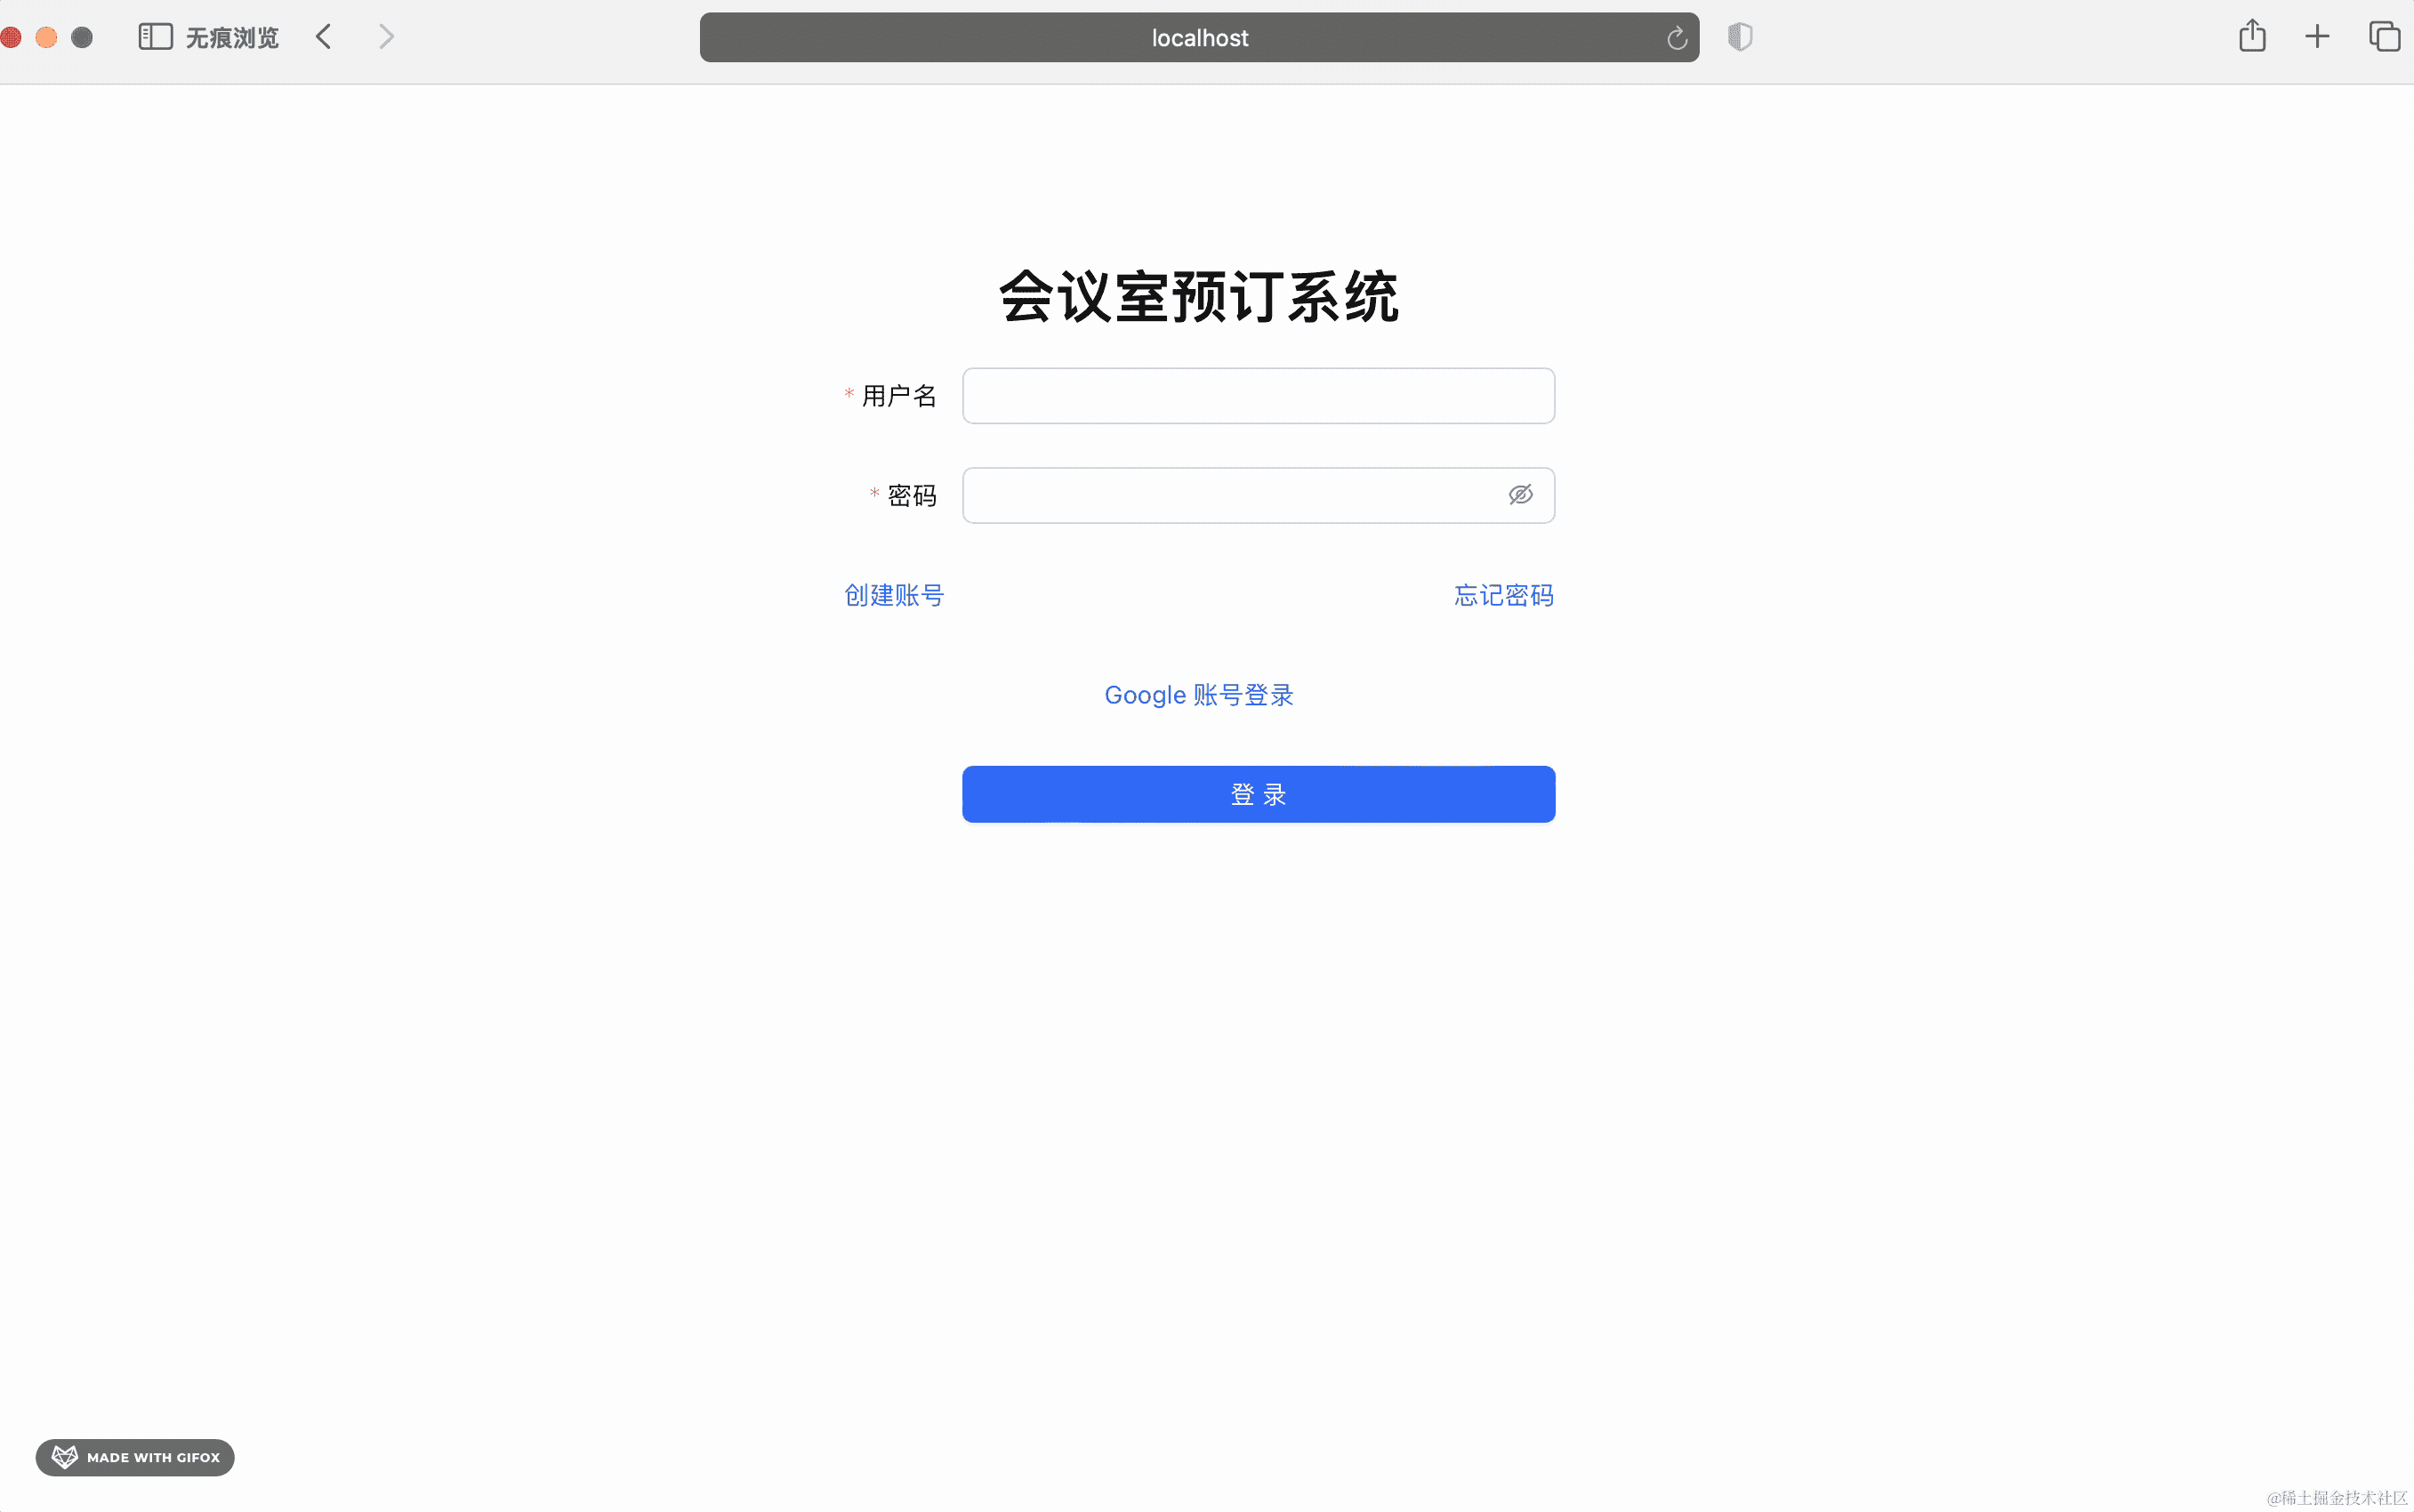 无痕浏览
localhost
会议室预订系统
* 用户名
* 密码
创建账号
忘记密码
Google 账号登录
登 录
MADE WITH GIFOX
@稀土掘金技术社区